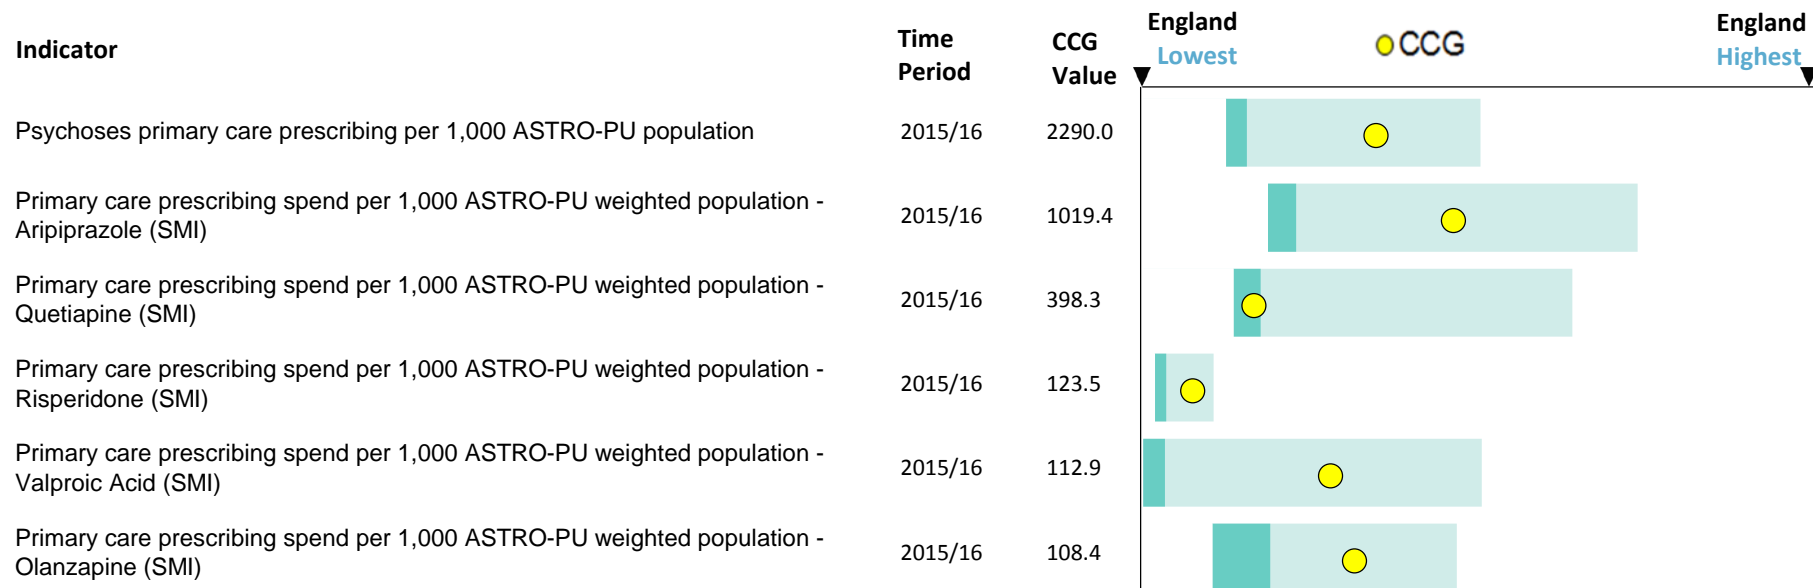 Indicator
Time
Period
CCG
Value
England
Lowest
CCG
England
Highest
Psychoses primary care prescribing per 1,000 ASTRO-PU population 2015/16 2290.0
Primary care prescribing spend per 1,000 ASTRO-PU weighted population -
Aripiprazole (SMI)
2015/16 1019.4
Primary care prescribing spend per 1,000 ASTRO-PU weighted population -
Quetiapine (SMI)
2015/16 398.3
Primary care prescribing spend per 1,000 ASTRO-PU weighted population -
Risperidone (SMI)
2015/16 123.5
Primary care prescribing spend per 1,000 ASTRO-PU weighted population -
Valproic Acid (SMI)
2015/16 112.9
Primary care prescribing spend per 1,000 ASTRO-PU weighted population -
Olanzapine (SMI)
2015/16 108.4